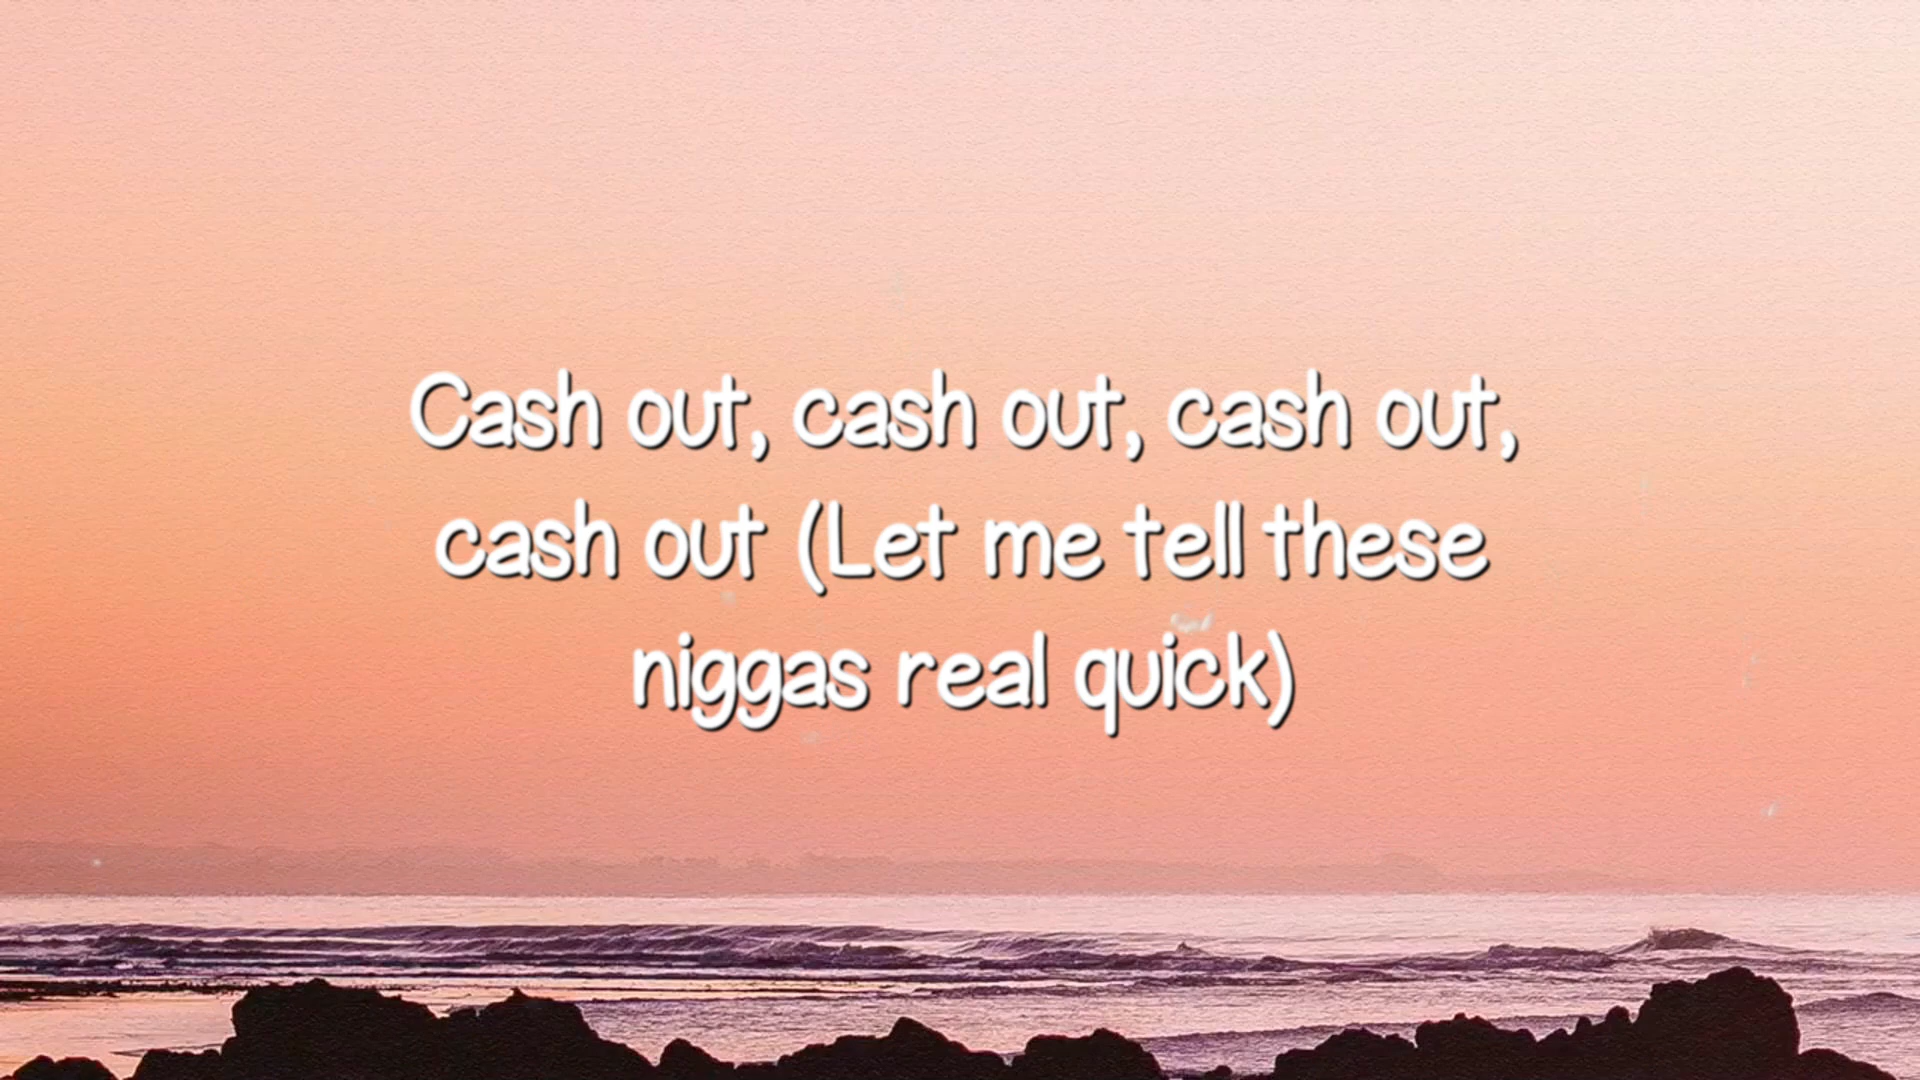 Cash out, cash out, cash out,
cash out (Let me tell these
niggas real quick)